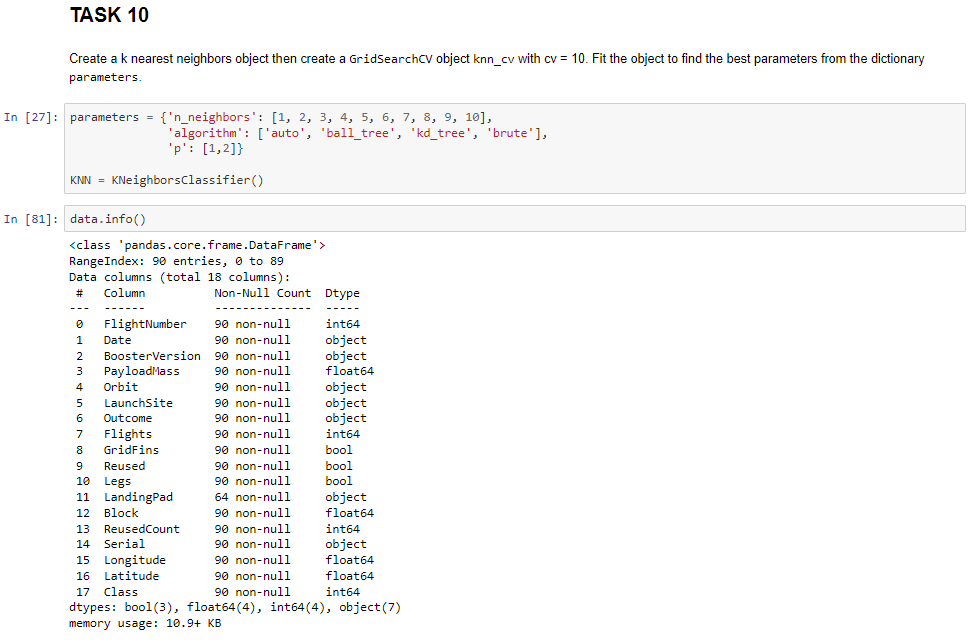 TASK 10
Create a k nearest neighbors object then create a GridSearchCV object knn_cv with cv = 10. Fit the object to find the best parameters from the dictionary
parameters.
In [27]: parameters = {'n_neighbors': [1, 2, 3, 4, 5, 6, 7, 8, 9, 10],
'algorithm': ['auto', 'ball_tree', 'kd_tree', 'brute'],
'p': [1,2]}
KNN = KNeighborsClassifier()
In [81]: data.info()
<class 'pandas.core.frame.DataFrame'>
RangeIndex: 90 entries, 0 to 89
Data columns (total 18 columns):
 #   Column          Non-Null Count  Dtype
---  ------          --------------  -----
 0   FlightNumber    90 non-null     int64
 1   Date            90 non-null     object
 2   BoosterVersion  90 non-null     object
 3   PayloadMass     90 non-null     float64
 4   Orbit           90 non-null     object
 5   LaunchSite      90 non-null     object
 6   Outcome         90 non-null     object
 7   Flights         90 non-null     int64
 8   GridFins        90 non-null     bool
 9   Reused          90 non-null     bool
 10  Legs            90 non-null     bool
 11  LandingPad      64 non-null     object
 12  Block           90 non-null     float64
 13  ReusedCount     90 non-null     int64
 14  Serial          90 non-null     object
 15  Longitude       90 non-null     float64
 16  Latitude        90 non-null     float64
 17  Class           90 non-null     int64
dtypes: bool(3), float64(4), int64(4), object(7)
memory usage: 10.9+ KB